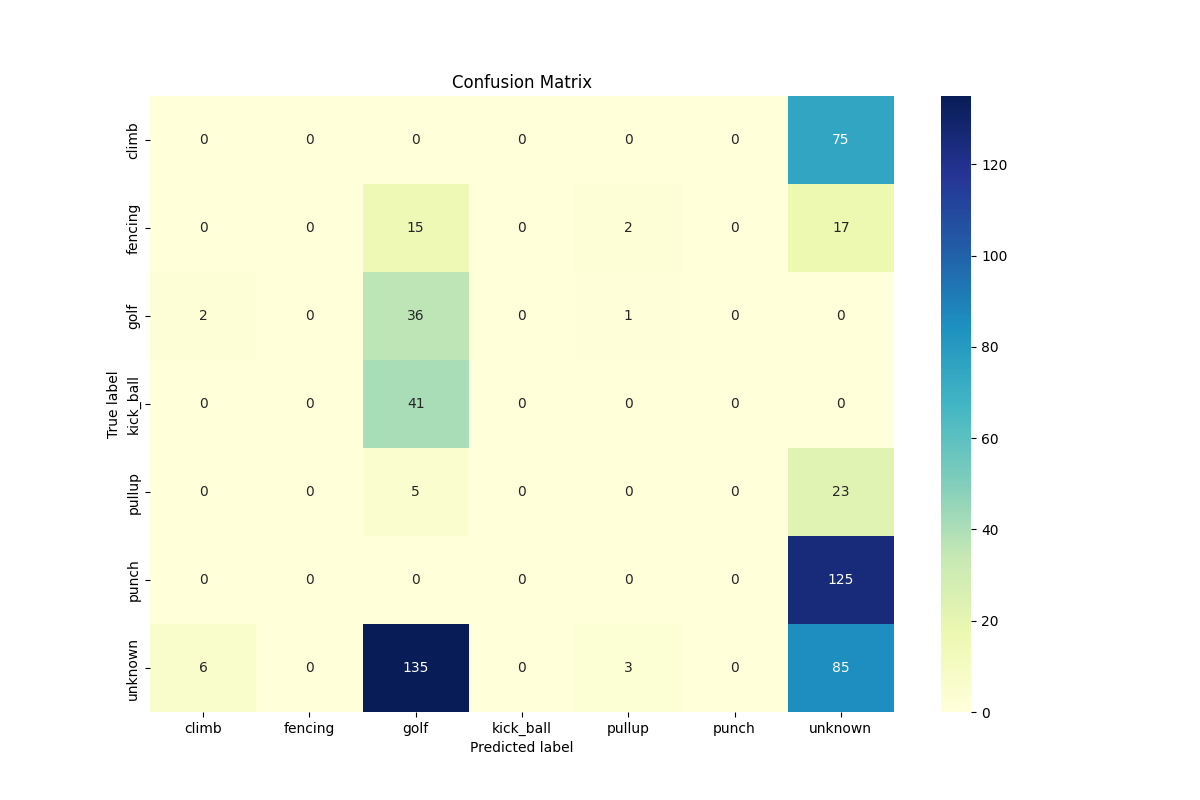 Confusion Matrix
climb 0 0 0 0 0 0 75
fencing 0 0 15 0 2 0 17
golf 2 0 36 0 1 0 0
kick_ball 0 0 41 0 0 0 0
pullup 0 0 5 0 0 0 23
punch 0 0 0 0 0 0 125
unknown 6 0 135 0 3 0 85
True label
climb fencing golf kick_ball pullup punch unknown
Predicted label
120
100
80
60
40
20
0